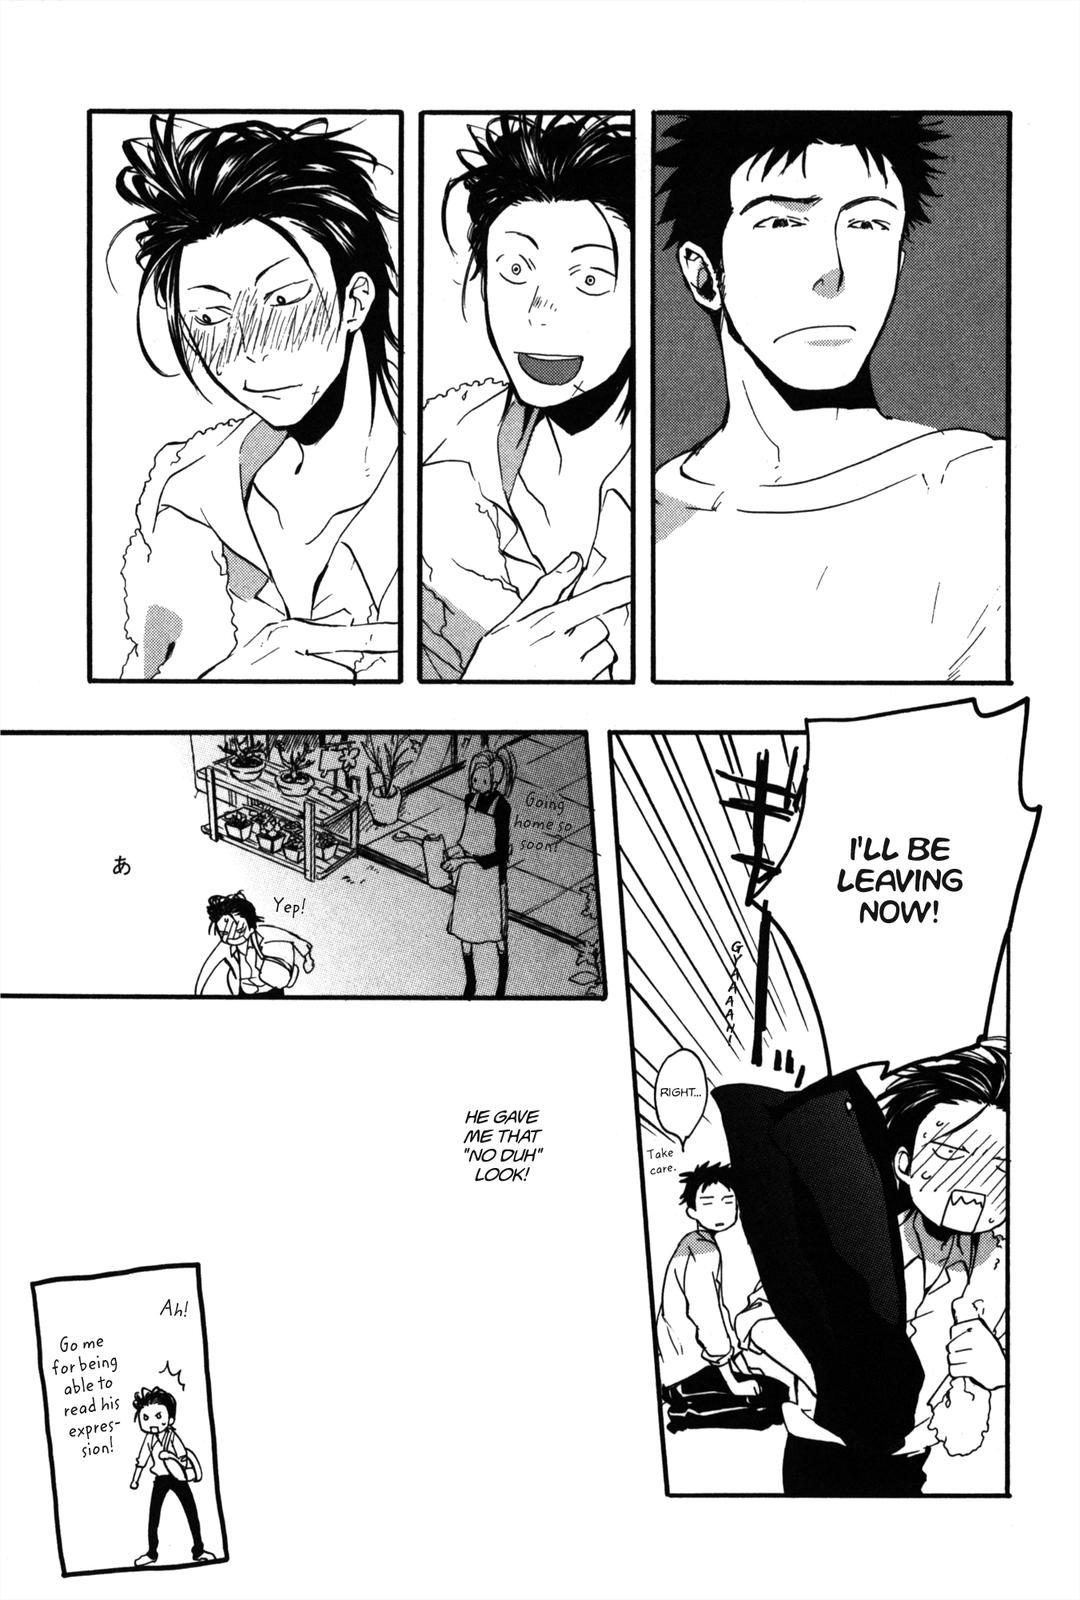 I'LL BE
LEAVING
NOW!
GYAAAAH!
RIGHT...
Take
care.
Going
home so
soon?
Yep!
あ
HE GAVE
ME THAT
"NO DUH"
LOOK!
Ah!
Go me
for being
able to
read his
expres-
sion!